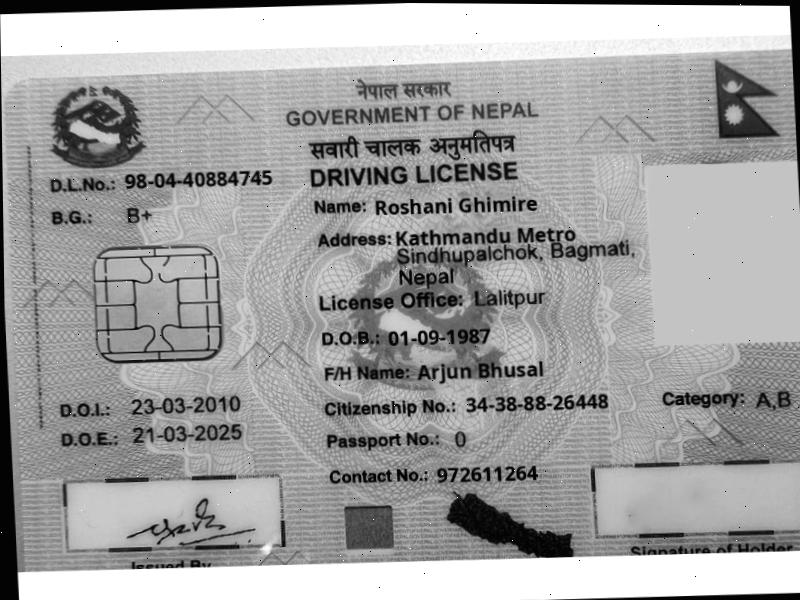 नेपाल सरकार
GOVERNMENT OF NEPAL
सवारी चालक अनुमतिपत्र
DRIVING LICENSE
D.L.No.: 98-04-40884745
B.G.: B+
Name: Roshani Ghimire
Address: Kathmandu Metro
Sindhupalchok, Bagmati,
Nepal
License Office: Lalitpur
D.O.B.: 01-09-1987
F/H Name: Arjun Bhusal
D.O.I.: 23-03-2010
Citizenship No.: 34-38-88-26448
Category: A,B
D.O.E.: 21-03-2025
Passport No.: 0
Contact No.: 972611264
Issued By
Signature of Holder